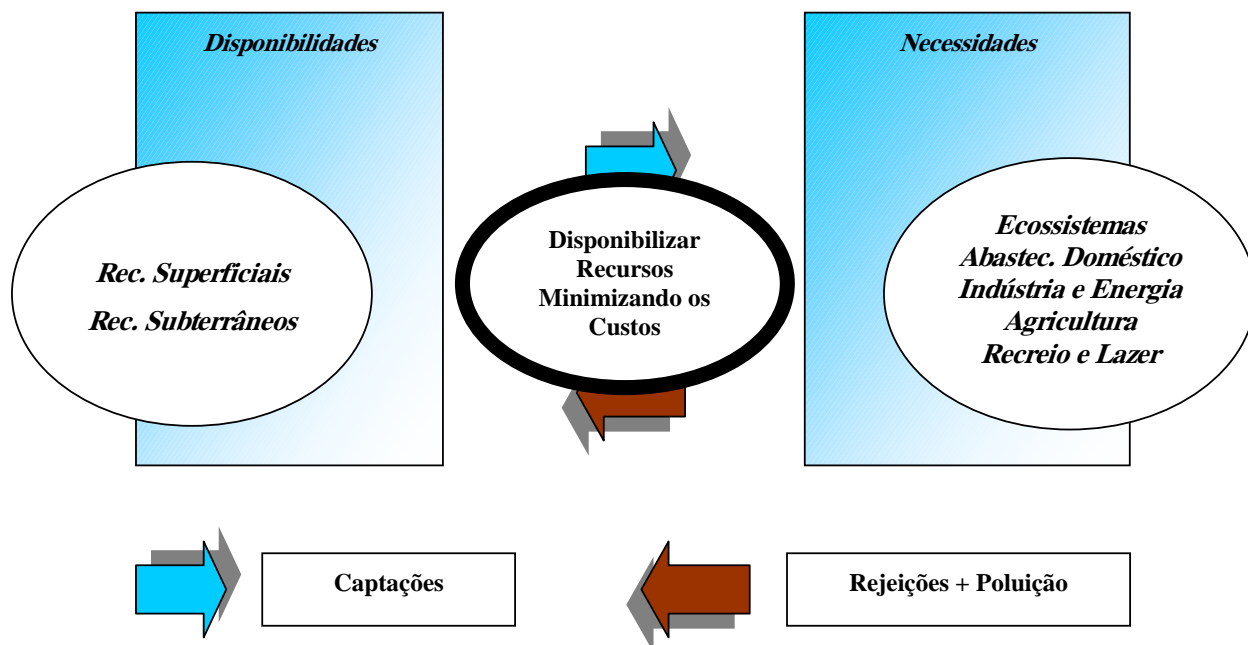 Disponibilidades
Necessidades
Rec. Superficiais
Rec. Subterrâneos
Disponibilizar
Recursos
Minimizando os
Custos
Ecossistemas
Abastec. Doméstico
Indústria e Energia
Agricultura
Recreio e Lazer
Captações
Rejeições + Poluição